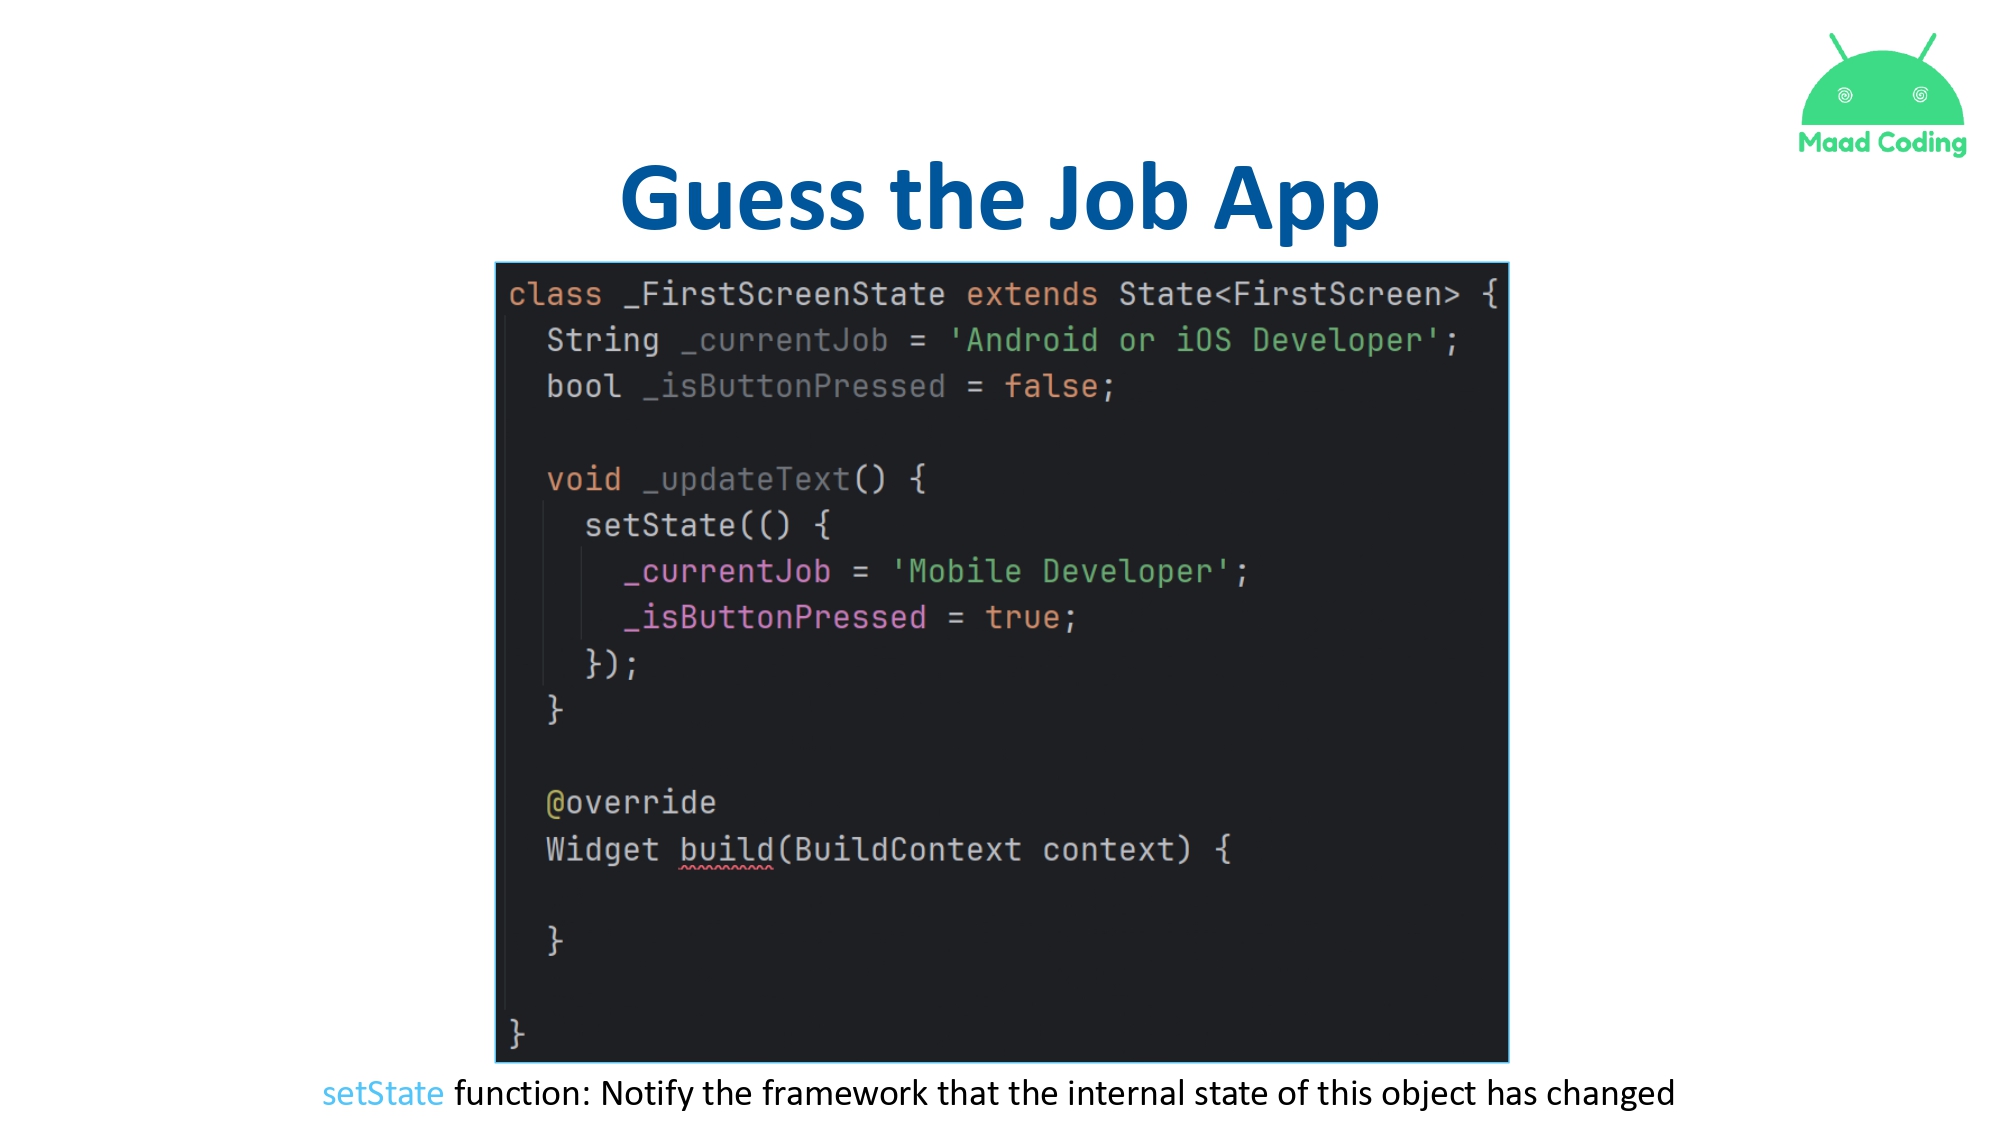 Maad Coding
Guess the Job App
class _FirstScreenState extends State<FirstScreen> {
  String _currentJob = 'Android or iOS Developer';
  bool _isButtonPressed = false;
  void _updateText() {
    setState(() {
      _currentJob = 'Mobile Developer';
      _isButtonPressed = true;
    });
  }
  @override
  Widget build(BuildContext context) {
  }
}
setState function: Notify the framework that the internal state of this object has changed